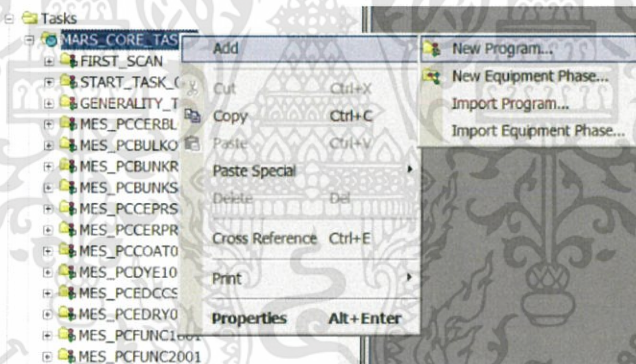 Tasks
MARS_CORE_TAS
FIRST_SCAN
START_TASK_
GENERALITY_T
MES_PCCERBL
MES_PCBULKO
MES_PCBUNKR
MES_PCBUNKS
MES_PCCEPRS
MES_PCCERPR
MES_PCCOAT0
MES_PCDYE10
MES_PCEDCCS
MES_PCEDRY0
MES_PCFUNC1001
MES_PCFUNC2001
Add
Cut Ctrl+X
Copy Ctrl+C
Paste Ctrl+V
Paste Special
Delete Del
Cross Reference Ctrl+E
Print
Properties Alt+Enter
New Program...
New Equipment Phase...
Import Program...
Import Equipment Phase...